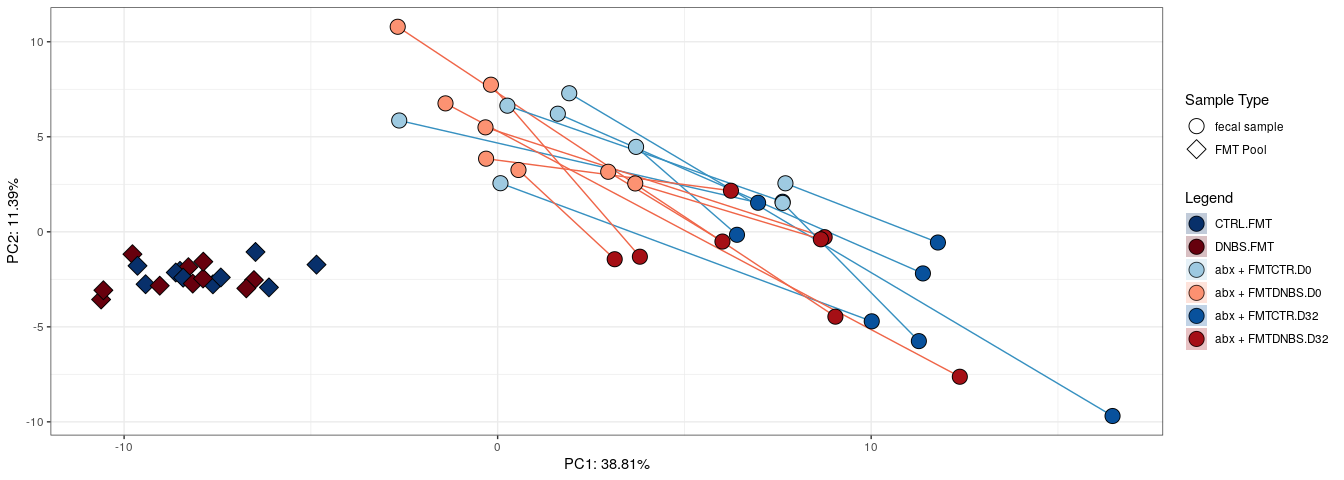 10
5
0
-5
-10
PC2: 11.39%
-10
0
10
PC1: 38.81%
Sample Type
fecal sample
FMT Pool
Legend
CTRL.FMT
DNBS.FMT
abx + FMTCTR.D0
abx + FMTDNBS.D0
abx + FMTCTR.D32
abx + FMTDNBS.D32